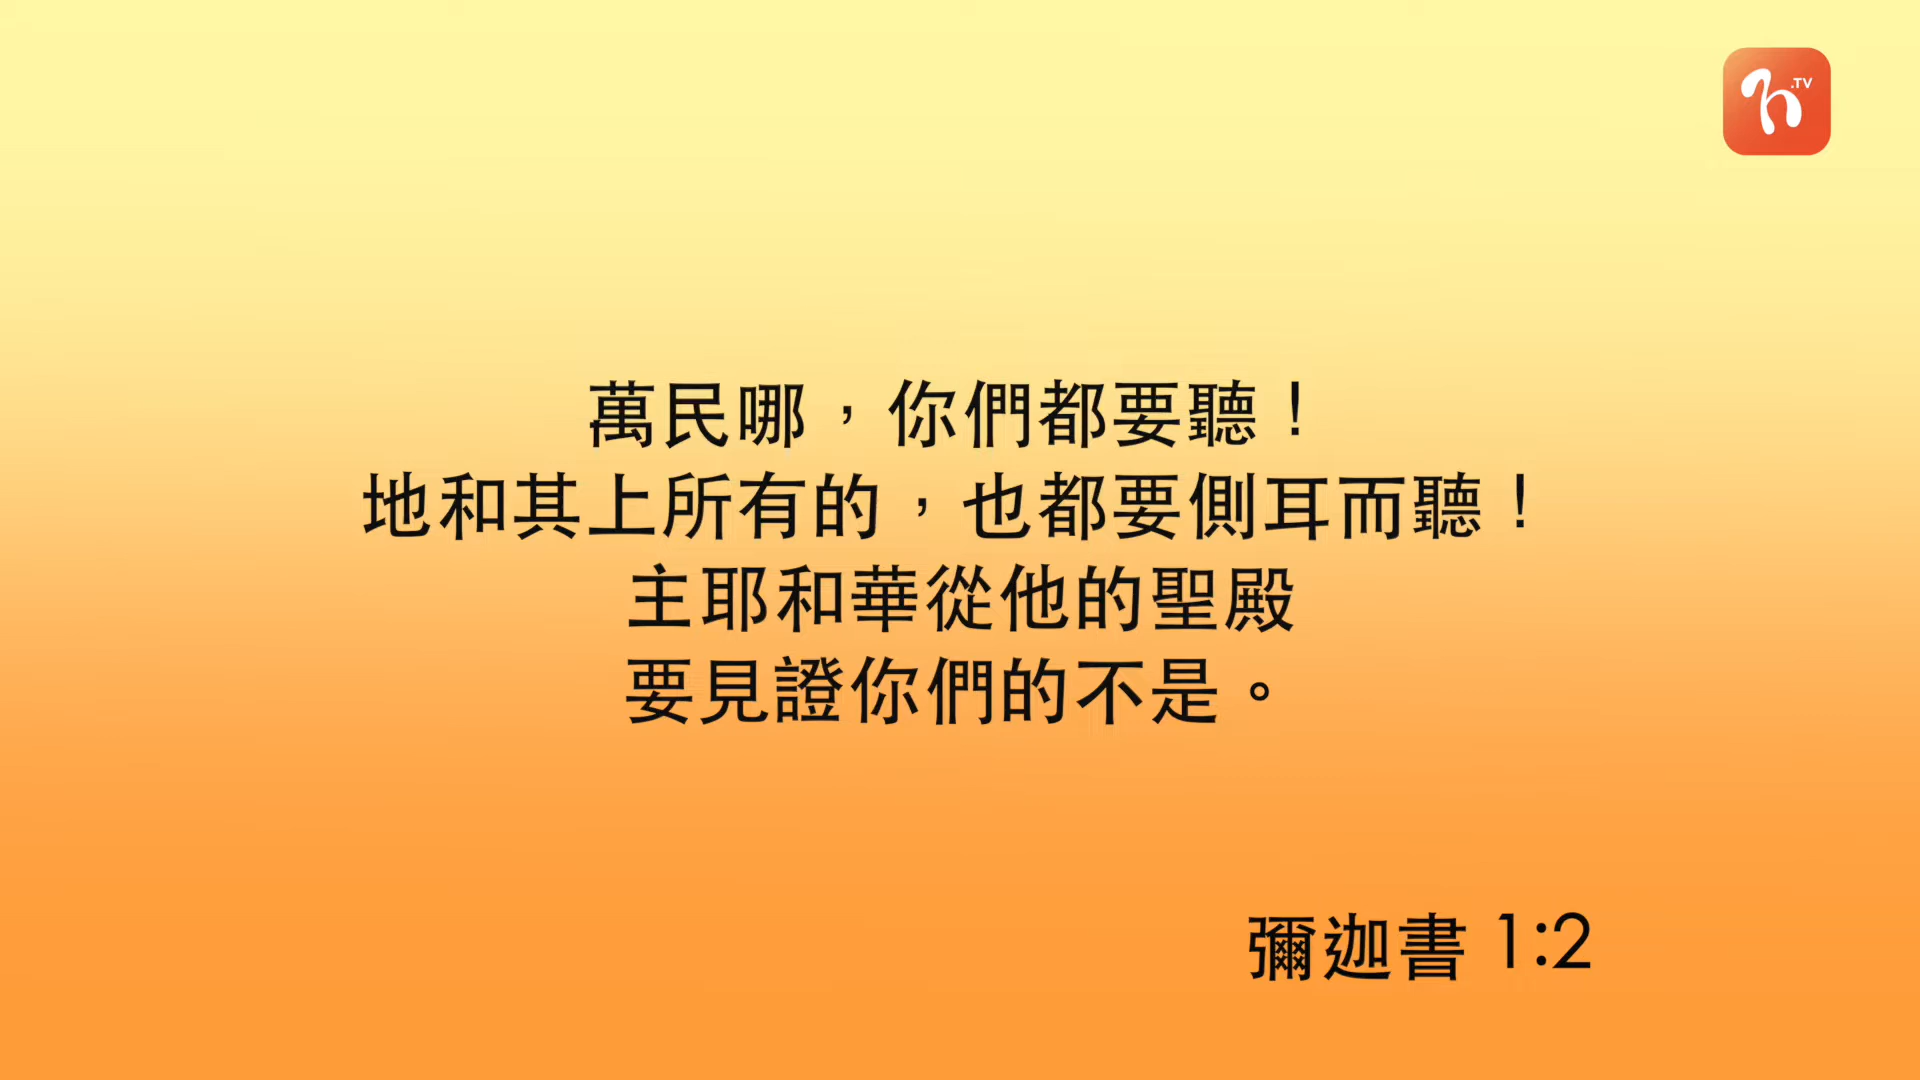 .TV
萬民哪，你們都要聽！
地和其上所有的，也都要側耳而聽！
主耶和華從他的聖殿
要見證你們的不是。
彌迦書 1:2